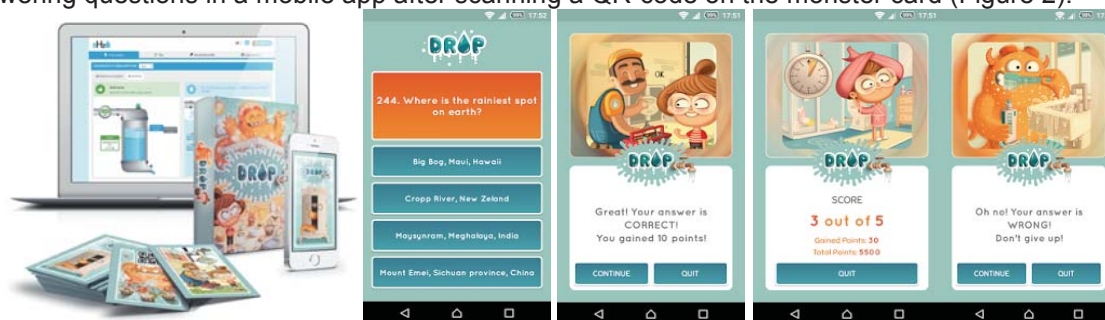 wering questions in a mobile app after scanning a QR code on the monster card (Figure 2).
DROP
DROP
17:52
DROP
244. Where is the rainiest spot
on earth?
Big Bog, Maui, Hawaii
Cropp River, New Zeland
Maysynram, Meghalaya, India
Mount Emei, Sichuan province, China
17:51
OK
DROP
Great! Your answer is
CORRECT!
You gained 10 points!
CONTINUE
QUIT
17:51
DROP
SCORE
3 out of 5
Gained Points: 30
Total Points: 5500
QUIT
DROP
Oh no! Your answer is
WRONG!
Don't give up!
CONTINUE
QUIT